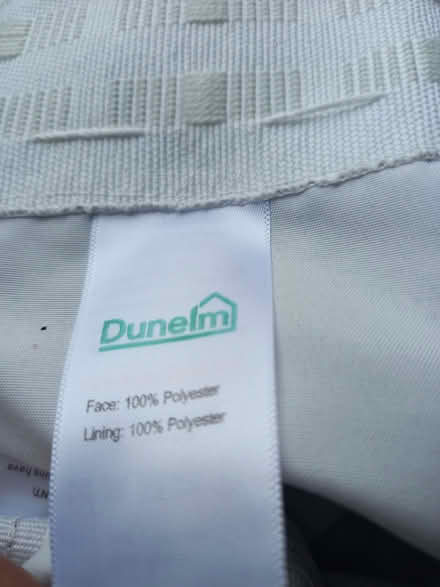 Dunelm
Face: 100% Polyester
Lining: 100% Polyester